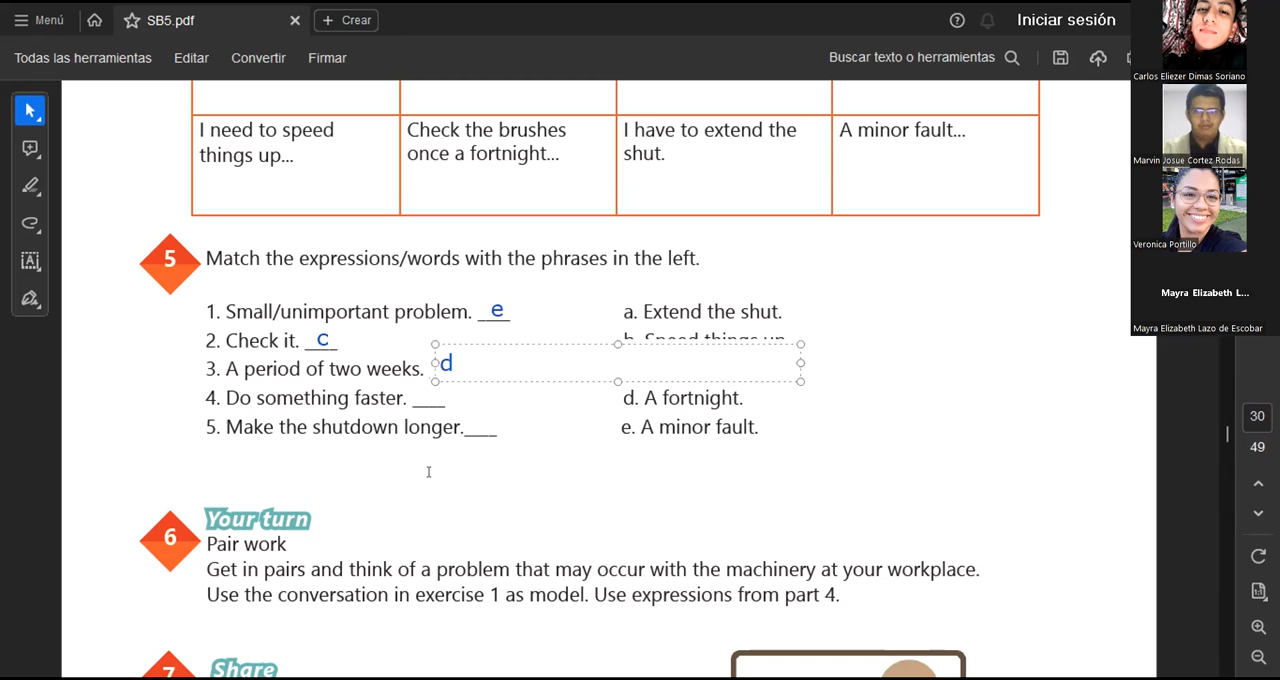 Menú
SB5.pdf
Crear
Iniciar sesión
Todas las herramientas
Editar
Convertir
Firmar
Buscar texto o herramientas
Carlos Eliezer Dimas Soriano
Marvin Josue Cortez Rodas
Veronica Portillo
Mayra Elizabeth L...
Mayra Elizabeth Lazo de Escobar
I need to speed things up...
Check the brushes once a fortnight...
I have to extend the shut.
A minor fault...
5 Match the expressions/words with the phrases in the left.
1. Small/unimportant problem. e
a. Extend the shut.
2. Check it. c
b. Speed things up
3. A period of two weeks. d
4. Do something faster. ____
d. A fortnight.
5. Make the shutdown longer.____
e. A minor fault.
6 Your turn
Pair work
Get in pairs and think of a problem that may occur with the machinery at your workplace.
Use the conversation in exercise 1 as model. Use expressions from part 4.
7 Share
30
49